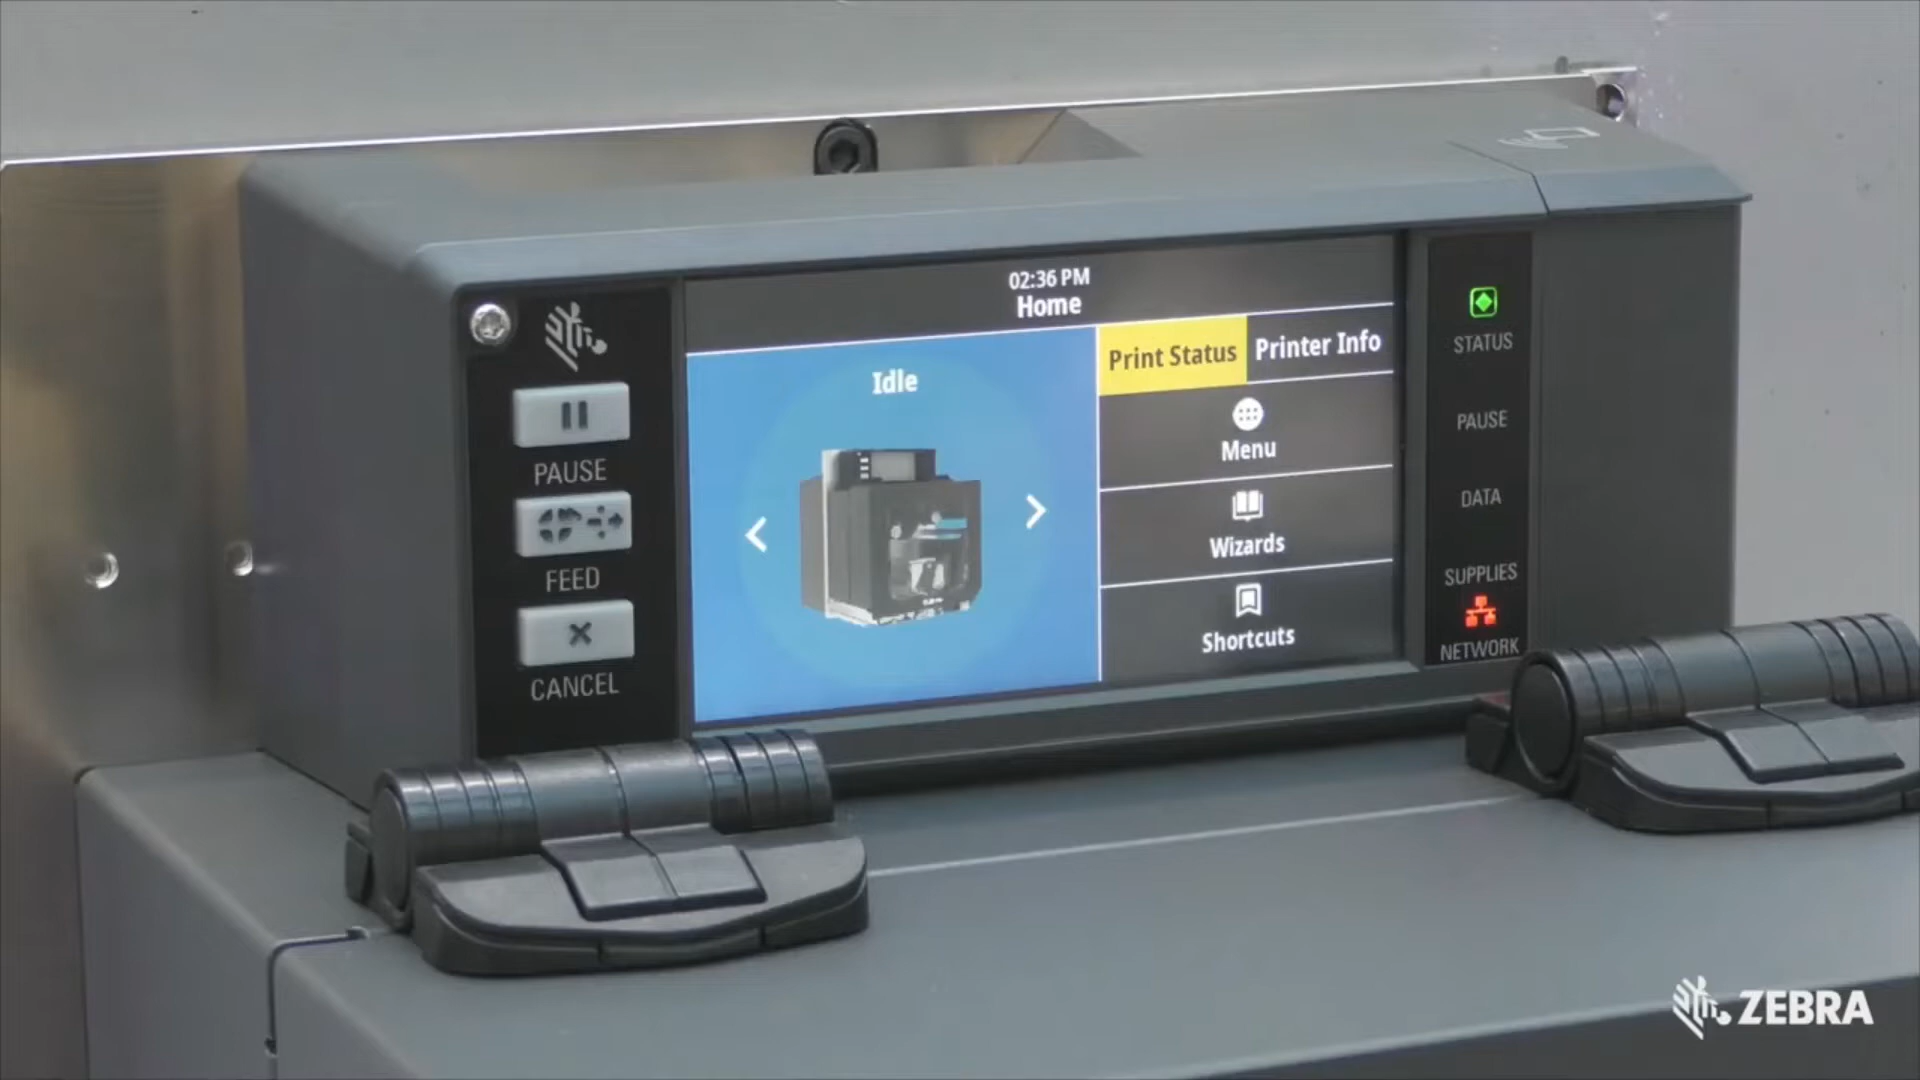 02:36 PM
Home
Idle
Print Status
Printer Info
Menu
Wizards
Shortcuts
PAUSE
FEED
CANCEL
STATUS
PAUSE
DATA
SUPPLIES
NETWORK
ZEBRA